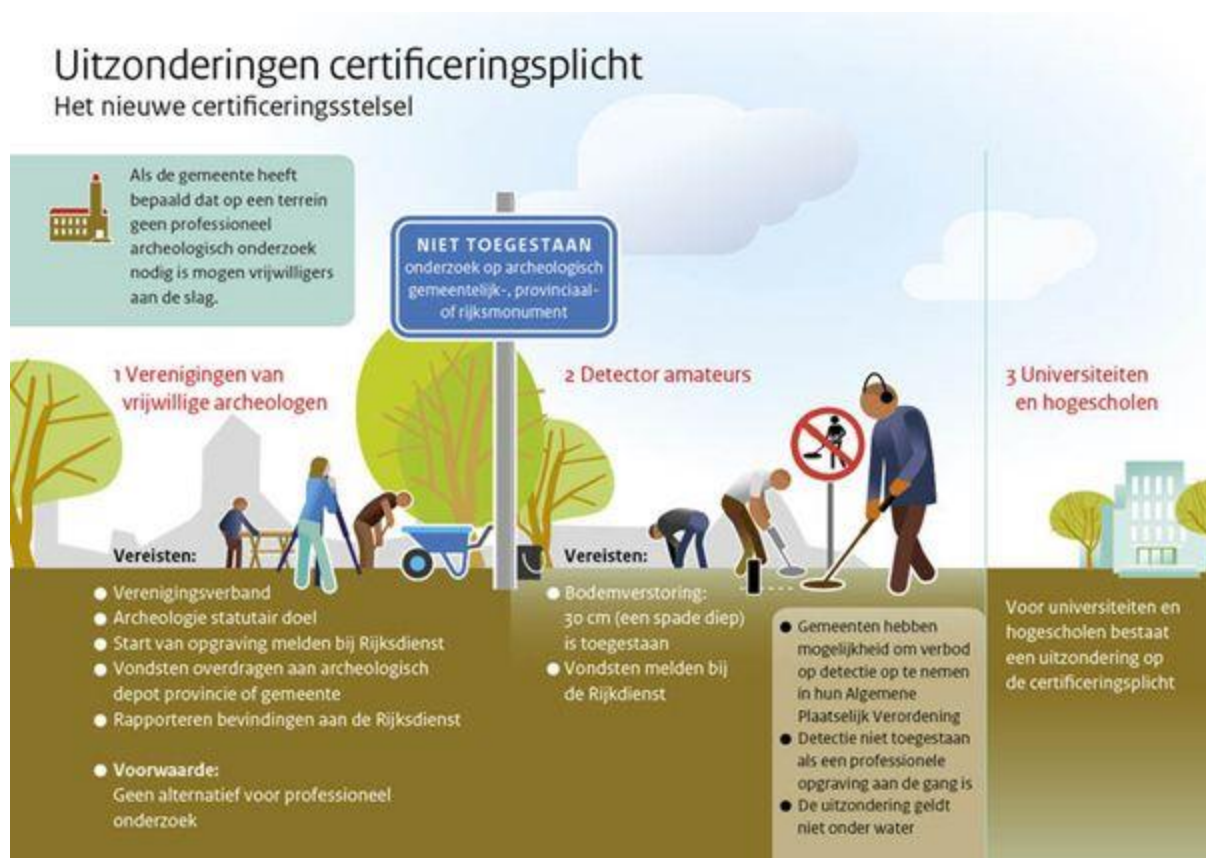 Uitzonderingen certificeringsplicht
Het nieuwe certificeringsstelsel
Als de gemeente heeft
bepaald dat op een terrein
geen professioneel
archeologisch onderzoek
nodig is mogen vrijwilligers
aan de slag.
NIET TOEGESTAAN
onderzoek op archeologisch
gemeentelijk-, provinciaal-
of rijksmonument
1 Verenigingen van
vrijwillige archeologen
Vereisten:
Verenigingsverband
Archeologie statutair doel
Start van opgraving melden bij Rijksdienst
Vondsten overdragen aan archeologisch
depot provincie of gemeente
Rapporteren bevindingen aan de Rijksdienst
Voorwaarde:
Geen alternatief voor professioneel
onderzoek
2 Detector amateurs
Vereisten:
Bodemverstoring:
30 cm (een spade diep)
is toegestaan
Vondsten melden bij
de Rijkdienst
Gemeenten hebben
mogelijkheid om verbod
op detectie op te nemen
in hun Algemene
Plaatselijk Verordening
Detectie niet toegestaan
als een professionele
opgraving aan de gang is
De uitzondering geldt
niet onder water
3 Universiteiten
en hogescholen
Voor universiteiten en
hogescholen bestaat
een uitzondering op
de certificeringsplicht